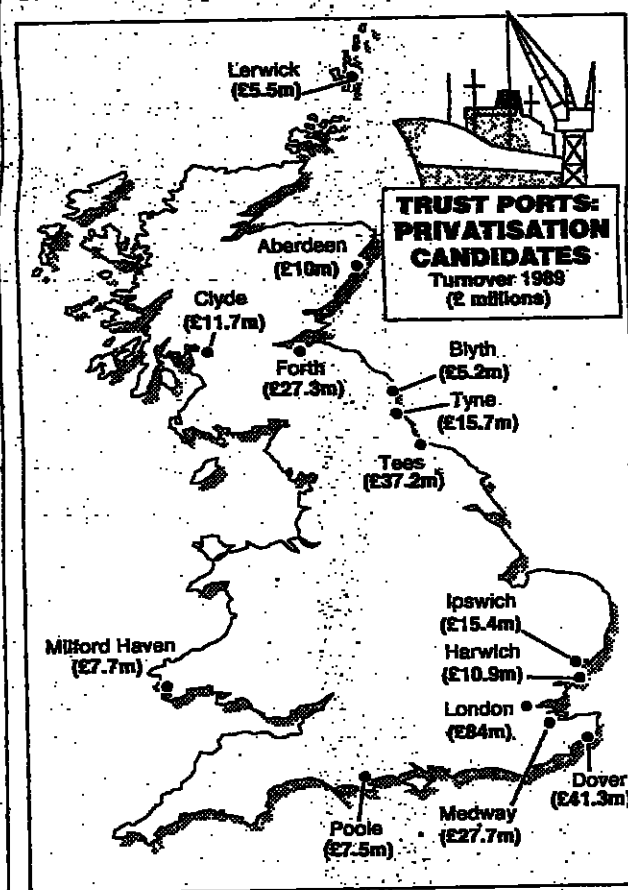 Lerwick
(£5.5m)
TRUST PORTS:
PRIVATISATION
CANDIDATES
Turnover 1989
(£ millions)
Aberdeen
(£10m)
Clyde
(£11.7m)
Forth
(£27.3m)
Blyth
(£5.2m)
Tyne
(£15.7m)
Tees
(£37.2m)
Ipswich
(£15.4m)
Harwich
(£10.9m)
London
(£84m)
Milford Haven
(£7.7m)
Dover
(£41.3m)
Medway
(£27.7m)
Poole
(£7.5m)